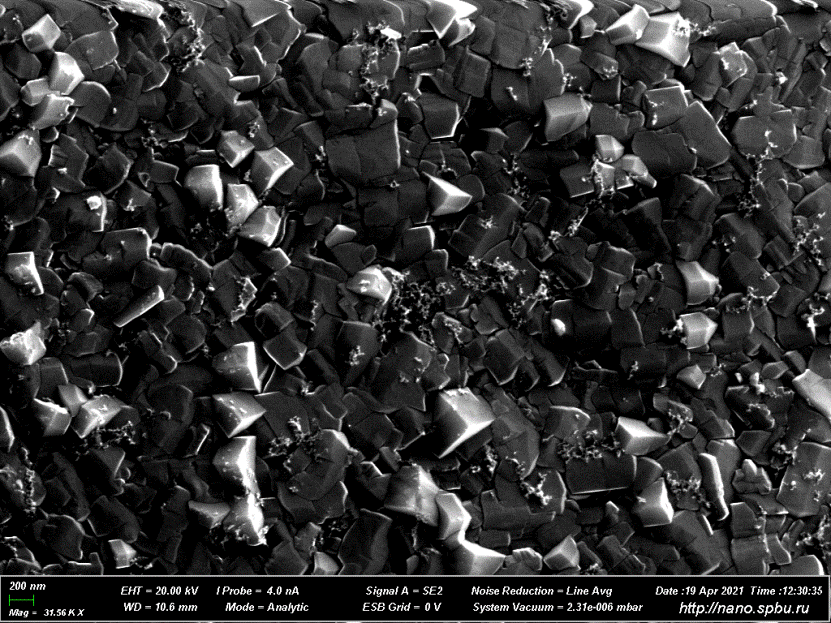 200 nm EHT = 20.00 kV I Probe = 4.0 nA Signal A = SE2 Noise Reduction = Line Avg Date :19 Apr 2021 Time :12:30:35
Mag = 31.56 K X WD = 10.6 mm Mode = Analytic ESB Grid = 0 V System Vacuum = 2.31e-006 mbar http://nano.spbu.ru